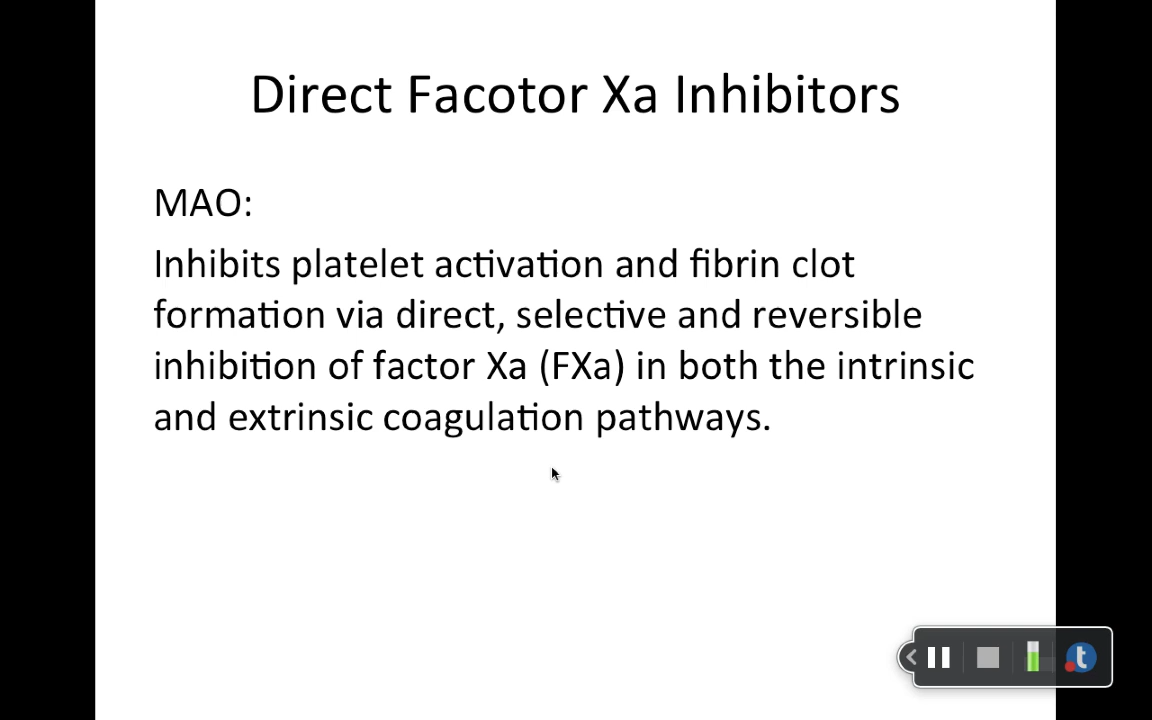 Direct Facotor Xa Inhibitors
MAO:
Inhibits platelet activation and fibrin clot
formation via direct, selective and reversible
inhibition of factor Xa (FXa) in both the intrinsic
and extrinsic coagulation pathways.
t